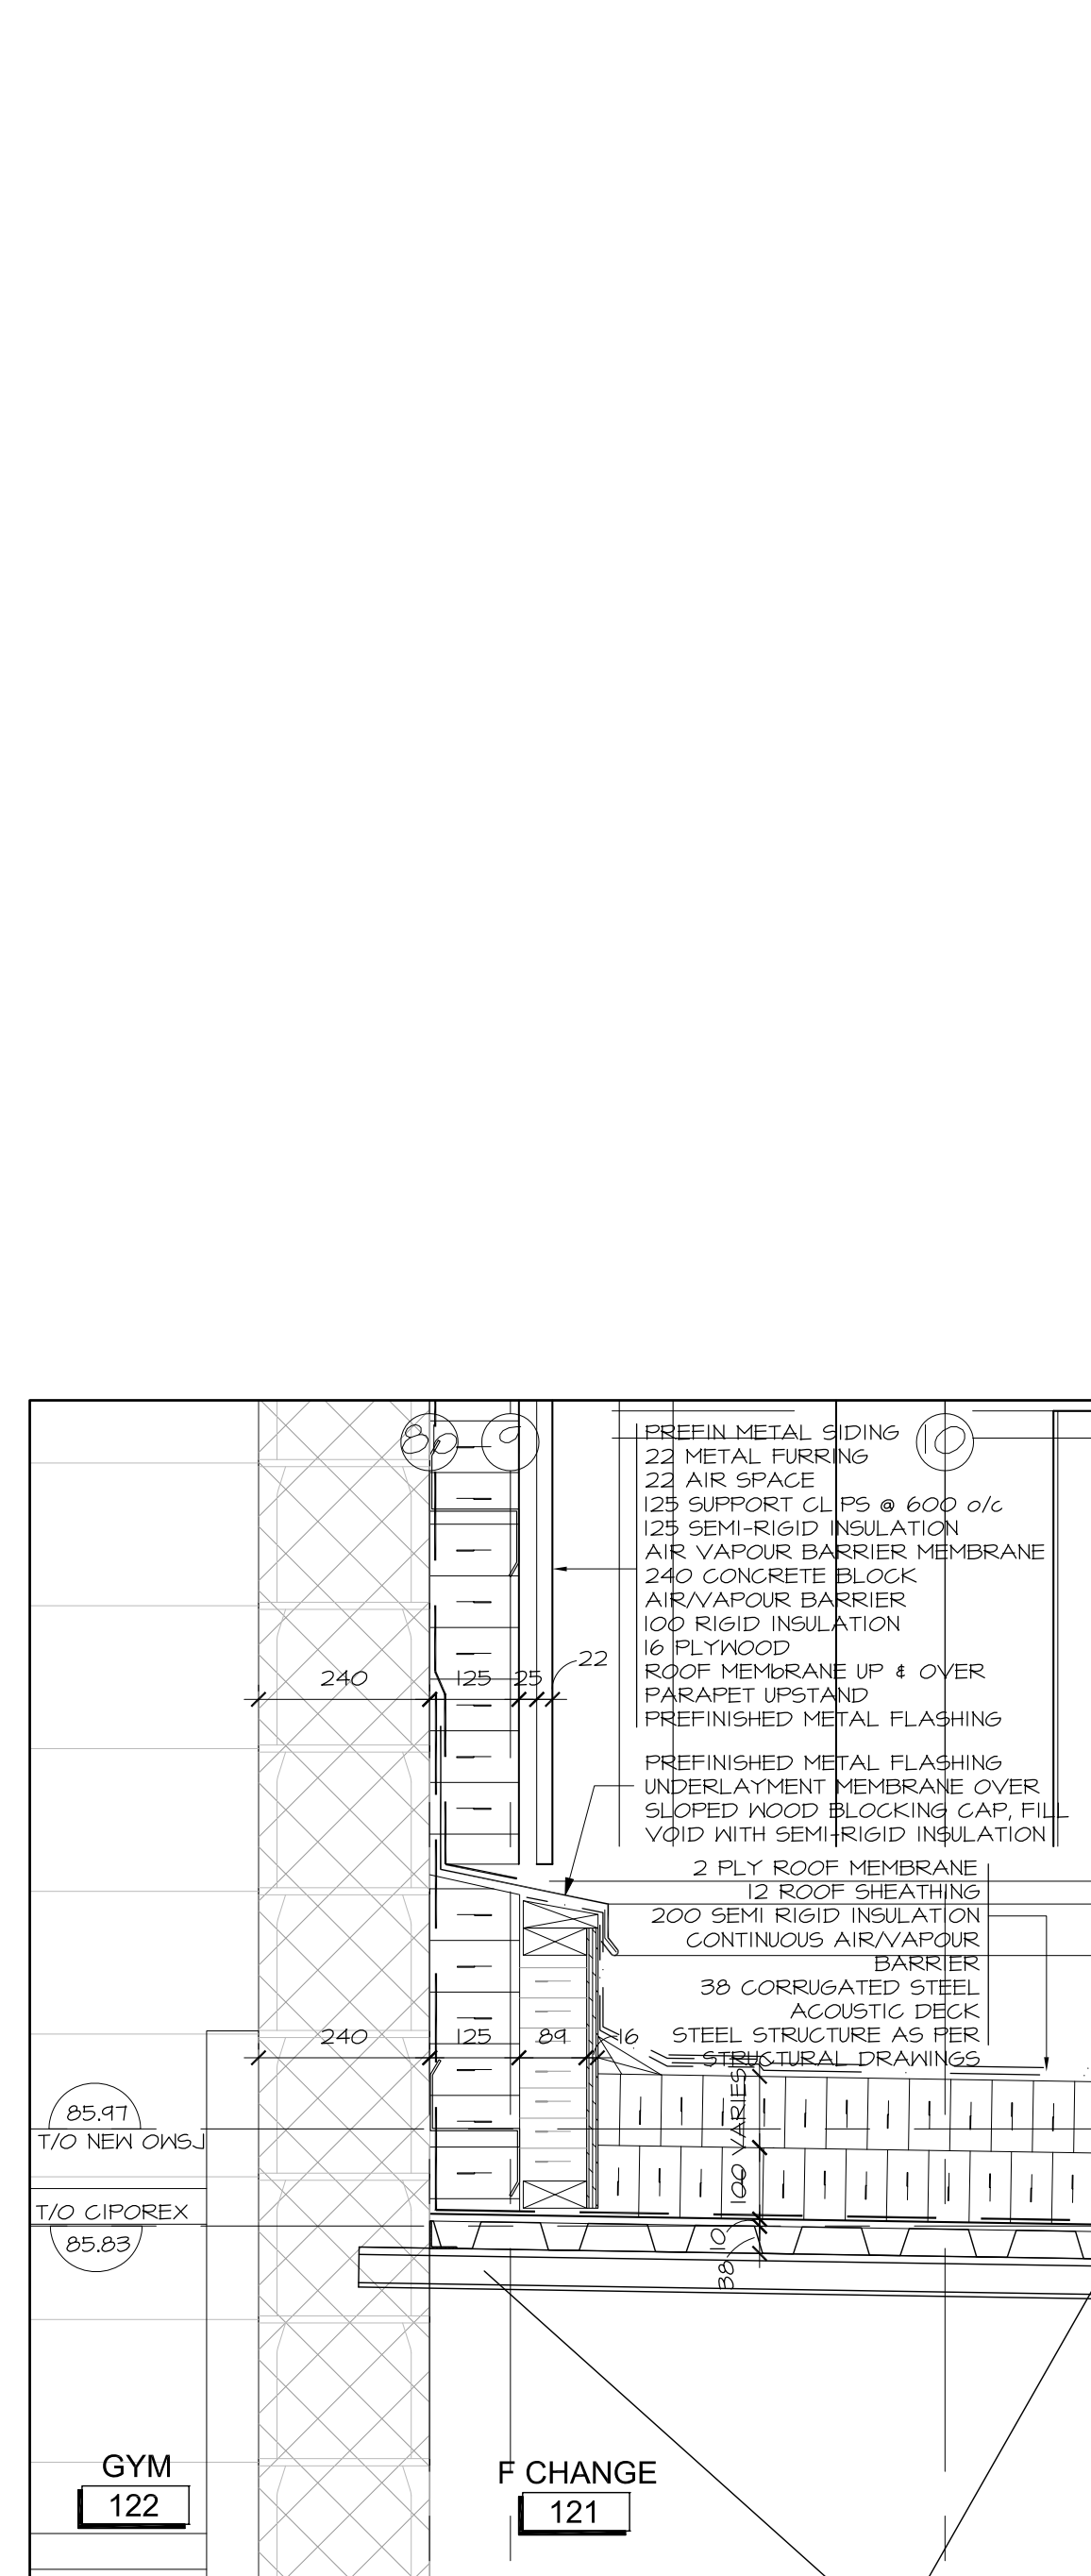 8b
9
10
PREFIN METAL SIDING
22 METAL FURRING
22 AIR SPACE
125 SUPPORT CLIPS @ 600 o/c
125 SEMI-RIGID INSULATION
AIR VAPOUR BARRIER MEMBRANE
240 CONCRETE BLOCK
AIR/VAPOUR BARRIER
100 RIGID INSULATION
16 PLYWOOD
ROOF MEMbRANE UP & OVER
PARAPET UPSTAND
PREFINISHED METAL FLASHING
240
125
25
22
PREFINISHED METAL FLASHING
UNDERLAYMENT MEMBRANE OVER
SLOPED WOOD BLOCKING CAP, FILL
VOID WITH SEMI-RIGID INSULATION
2 PLY ROOF MEMBRANE
12 ROOF SHEATHING
200 SEMI RIGID INSULATION
CONTINUOUS AIR/VAPOUR
BARRIER
38 CORRUGATED STEEL
ACOUSTIC DECK
STEEL STRUCTURE AS PER
STRUCTURAL DRAWINGS
240
125
89
16
VARIES
100
10
38
85.97
T/O NEW OWSJ
T/O CIPOREX
85.83
GYM
122
F CHANGE
121